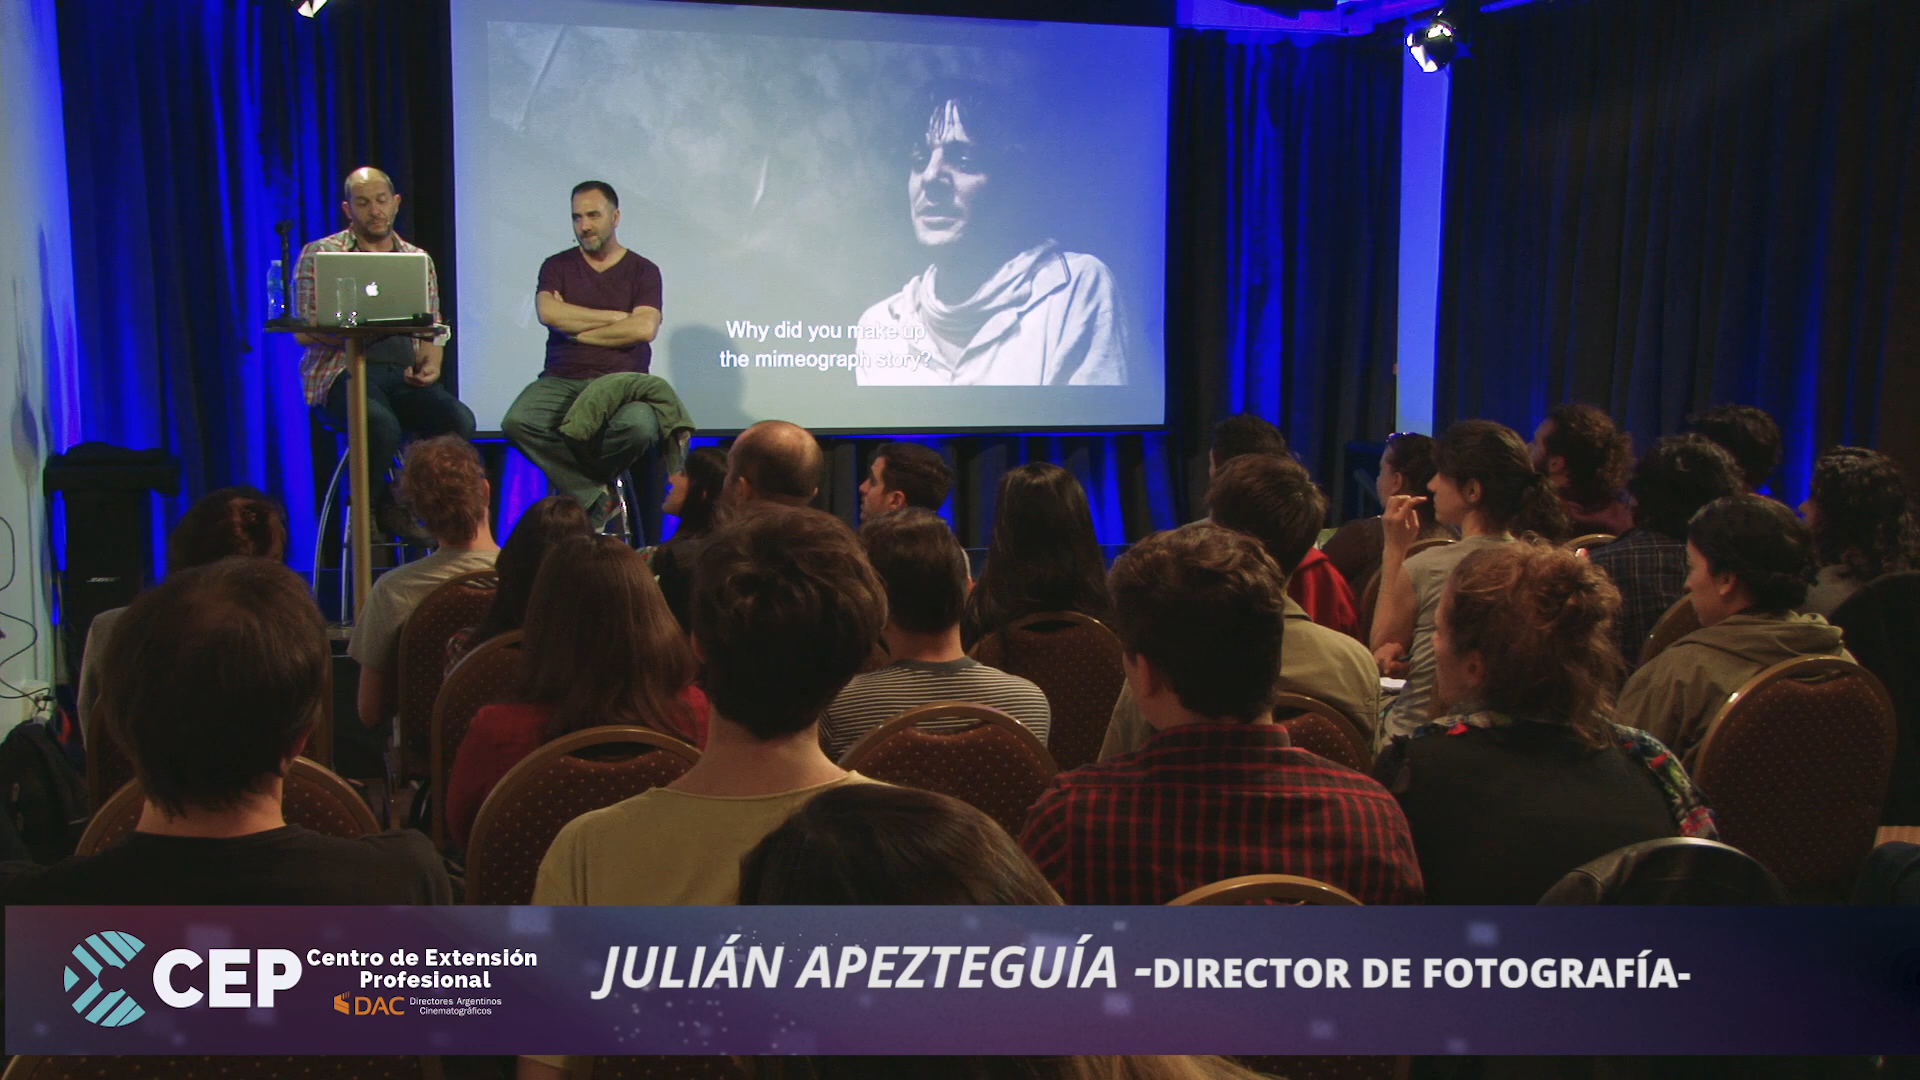 Why did you make up
the mimeograph story?
CEP
Centro de Extensión
Profesional
DAC
Directores Argentinos
Cinematográficos
JULIÁN APEZTEGUÍA -DIRECTOR DE FOTOGRAFÍA-